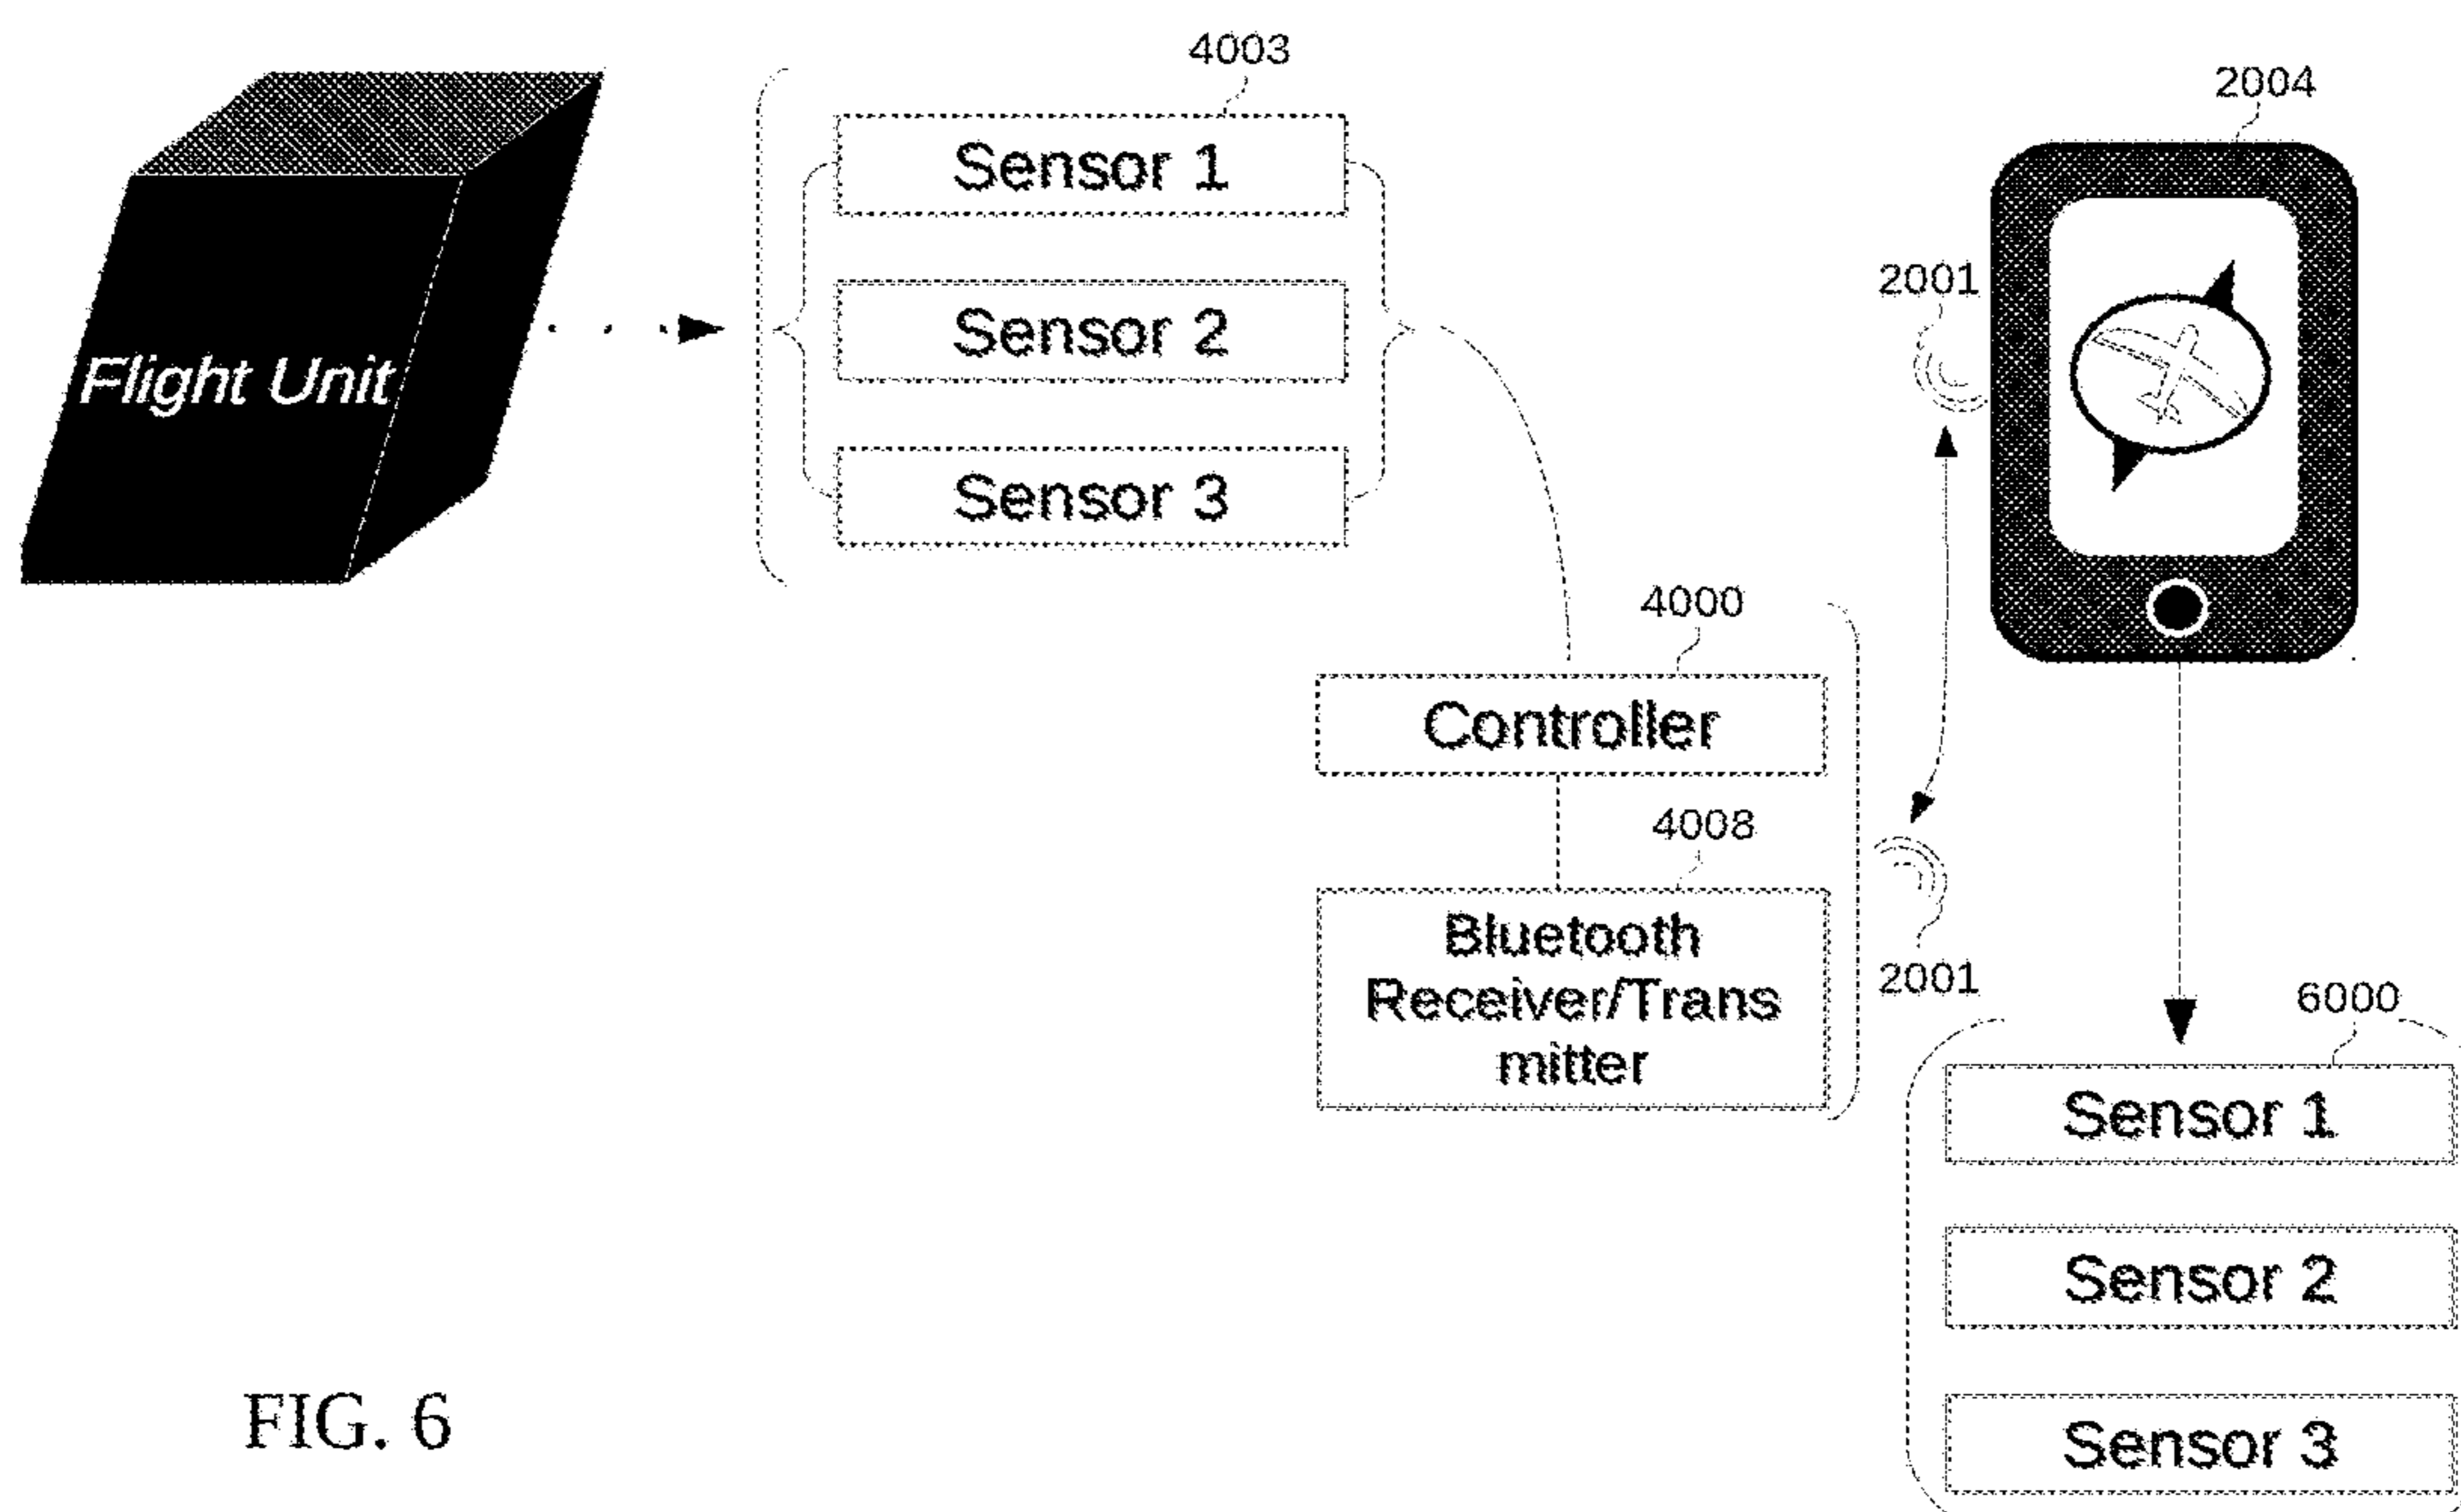 4003
2004
Sensor 1
2001
Sensor 2
Flight Unit
Sensor 3
4000
Controller
4008
Bluetooth
Receiver/Trans
mitter
2001
6000
Sensor 1
Sensor 2
Sensor 3
FIG. 6